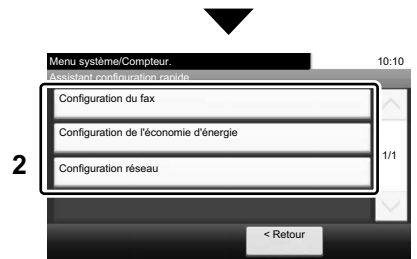 Menu système/Compteur. 10:10
Assistant configuration rapide
Configuration du fax
Configuration de l'économie d'énergie
1/1
2
Configuration réseau
< Retour